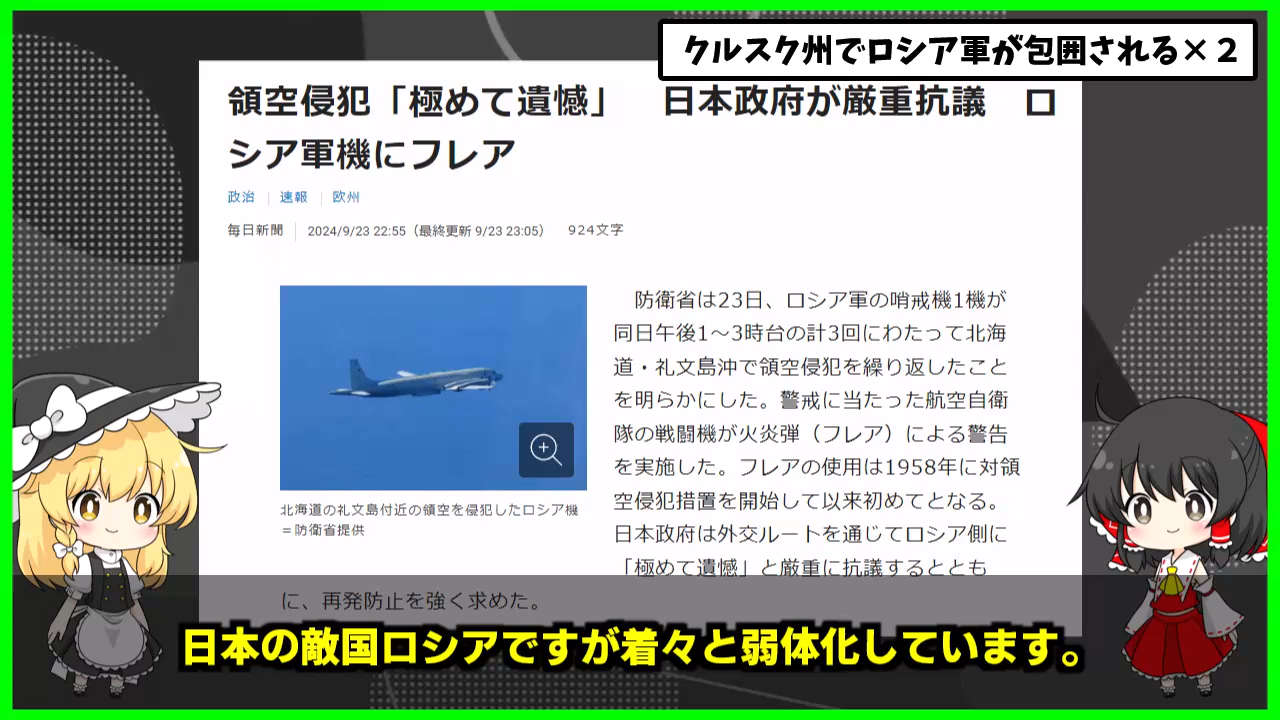 クルスク州でロシア軍が包囲される×2
領空侵犯「極めて遺憾」　日本政府が厳重抗議　ロ
シア軍機にフレア
政治 | 速報 | 欧州
毎日新聞 | 2024/9/23 22:55（最終更新 9/23 23:05） 924文字
防衛省は23日、ロシア軍の哨戒機1機が
同日午後1〜3時台の計3回にわたって北海
道・礼文島沖で領空侵犯を繰り返したこと
を明らかにした。警戒に当たった航空自衛
隊の戦闘機が火炎弾（フレア）による警告
を実施した。フレアの使用は1958年に対領
空侵犯措置を開始して以来初めてとなる。
日本政府は外交ルートを通じてロシア側に
「極めて遺憾」と厳重に抗議するととも
に、再発防止を強く求めた。
北海道の礼文島付近の領空を侵犯したロシア機
＝防衛省提供
日本の敵国ロシアですが着々と弱体化しています。